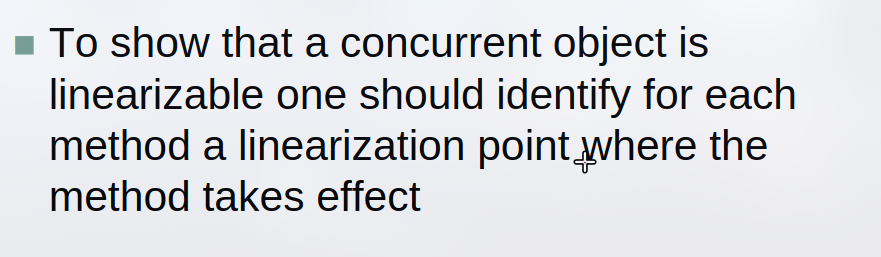 To show that a concurrent object is
linearizable one should identify for each
method a linearization point where the
method takes effect